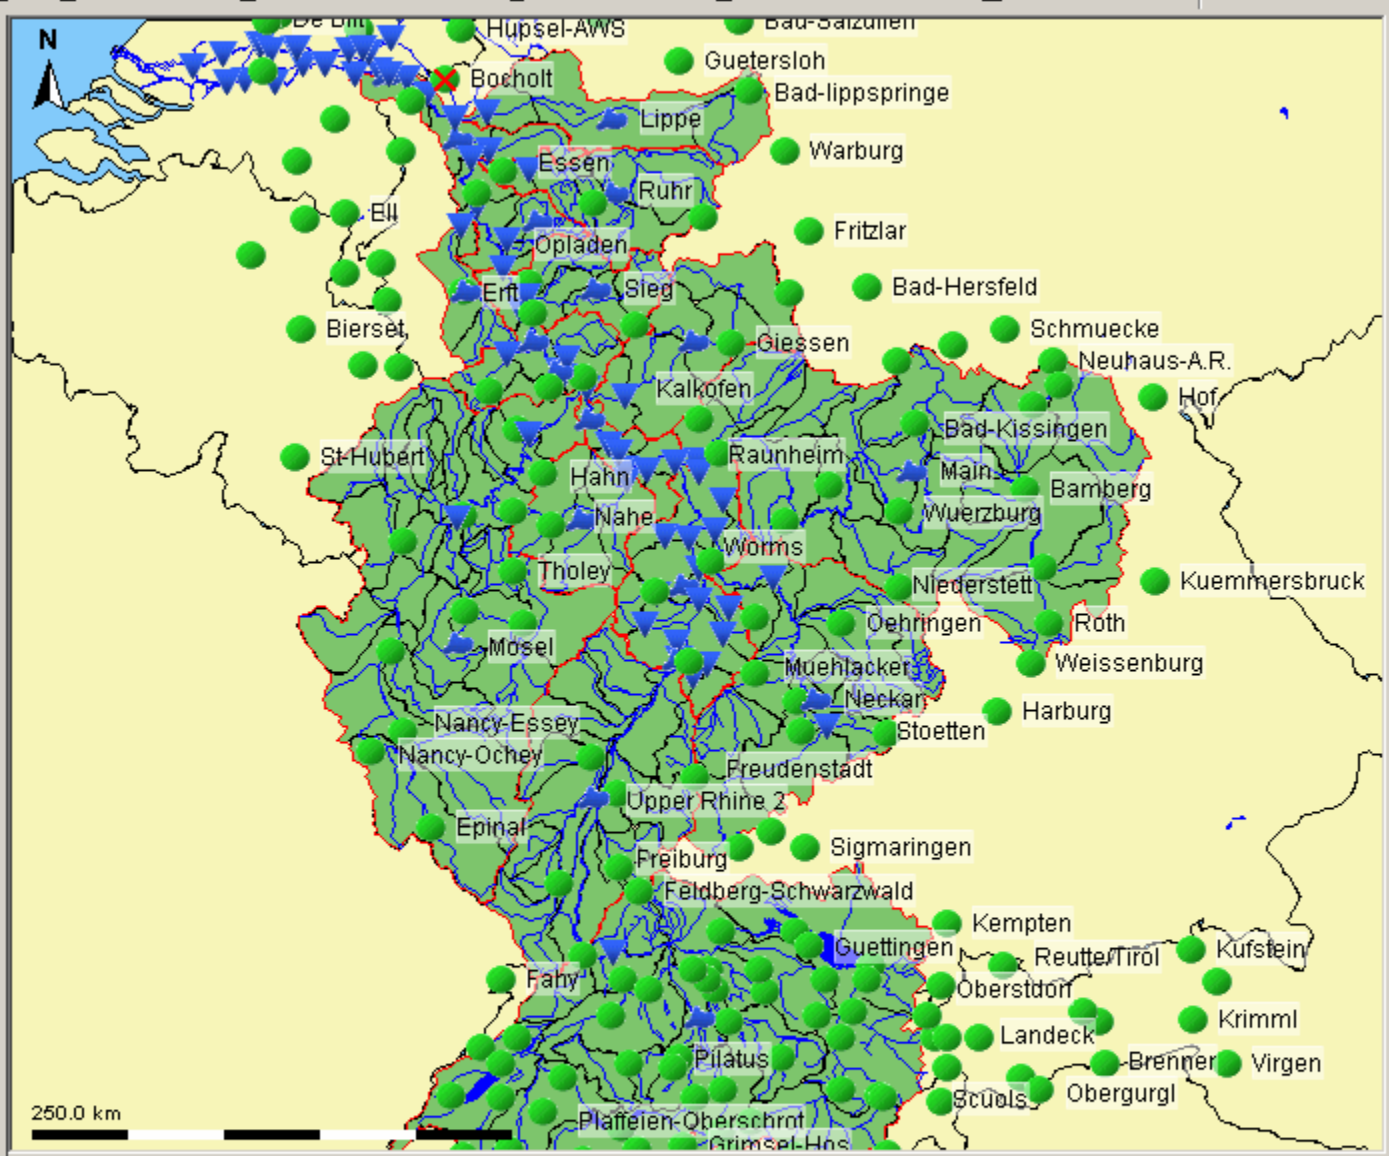 De Bilt
Hupsel-AWS
Bad-Salzuflen
N
Guetersloh
Bocholt
Bad-lippspringe
Lippe
Warburg
Essen
Ruhr
Ell
Fritzlar
Opladen
Bad-Hersfeld
Erft
Sieg
Bierset
Schmuecke
Giessen
Neuhaus-A.R.
Kalkofen
Hof
Bad-Kissingen
St-Hubert
Raunheim
Main
Hahn
Bamberg
Nahe
Wuerzburg
Worms
Tholey
Niederstett
Kuemmersbruck
Oehringen
Roth
Mosel
Muehlacker
Weissenburg
Neckar
Harburg
Nancy-Essey
Stoetten
Nancy-Ochey
Freudenstadt
Upper Rhine 2
Epinal
Sigmaringen
Freiburg
Feldberg-Schwarzwald
Kempten
Guettingen
Reutte/Tirol
Kufstein
Fahy
Oberstdorf
Krimml
Landeck
Pilatus
Brenner
Virgen
Obergurgl
Scuols
250.0 km
Plaffeien-Oberschrot
Grimsel-Hos